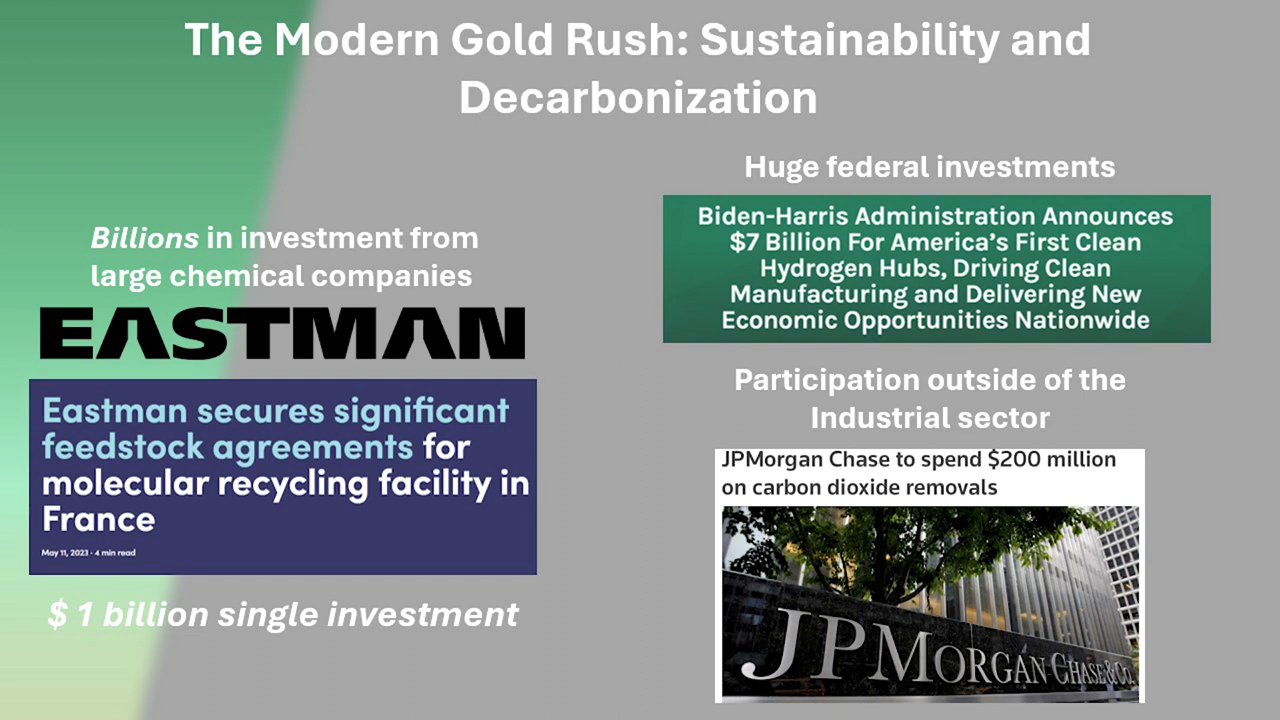 The Modern Gold Rush: Sustainability and
Decarbonization
Billions in investment from
large chemical companies
EASTMAN
Eastman secures significant
feedstock agreements for
molecular recycling facility in
France
May 11, 2023 · 4 min read
$ 1 billion single investment
Huge federal investments
Biden-Harris Administration Announces
$7 Billion For America’s First Clean
Hydrogen Hubs, Driving Clean
Manufacturing and Delivering New
Economic Opportunities Nationwide
Participation outside of the
Industrial sector
JPMorgan Chase to spend $200 million
on carbon dioxide removals
JPMORGAN CHASE & CO.